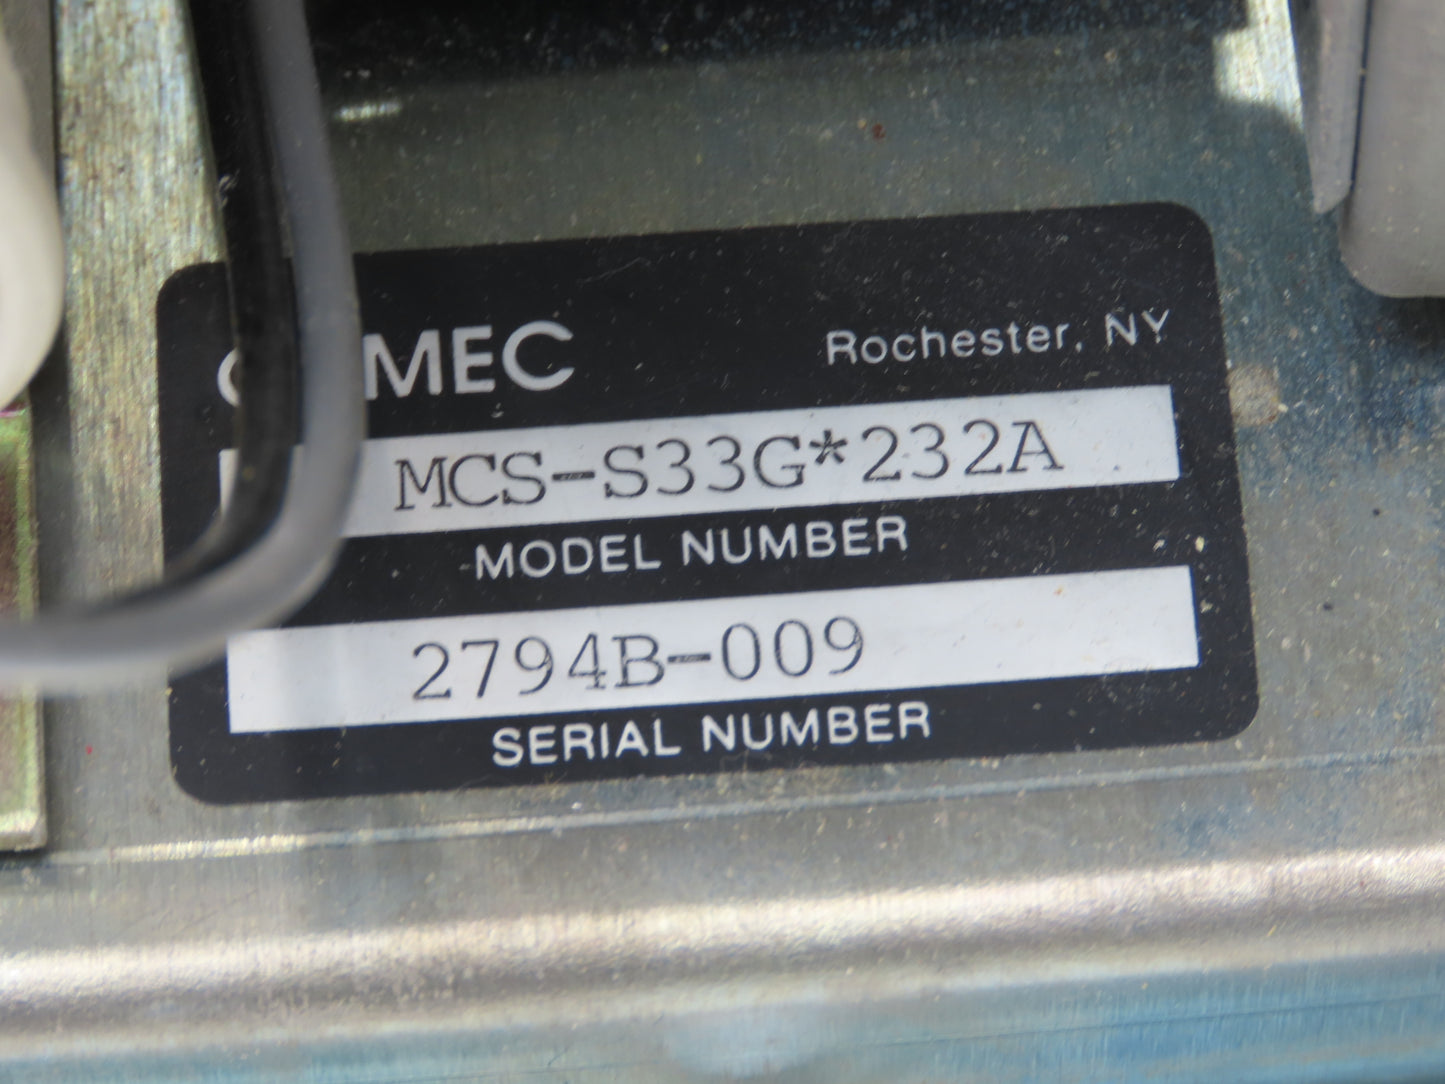 MEC
Rochester, NY
MCS-S33G*232A
MODEL NUMBER
2794B-009
SERIAL NUMBER